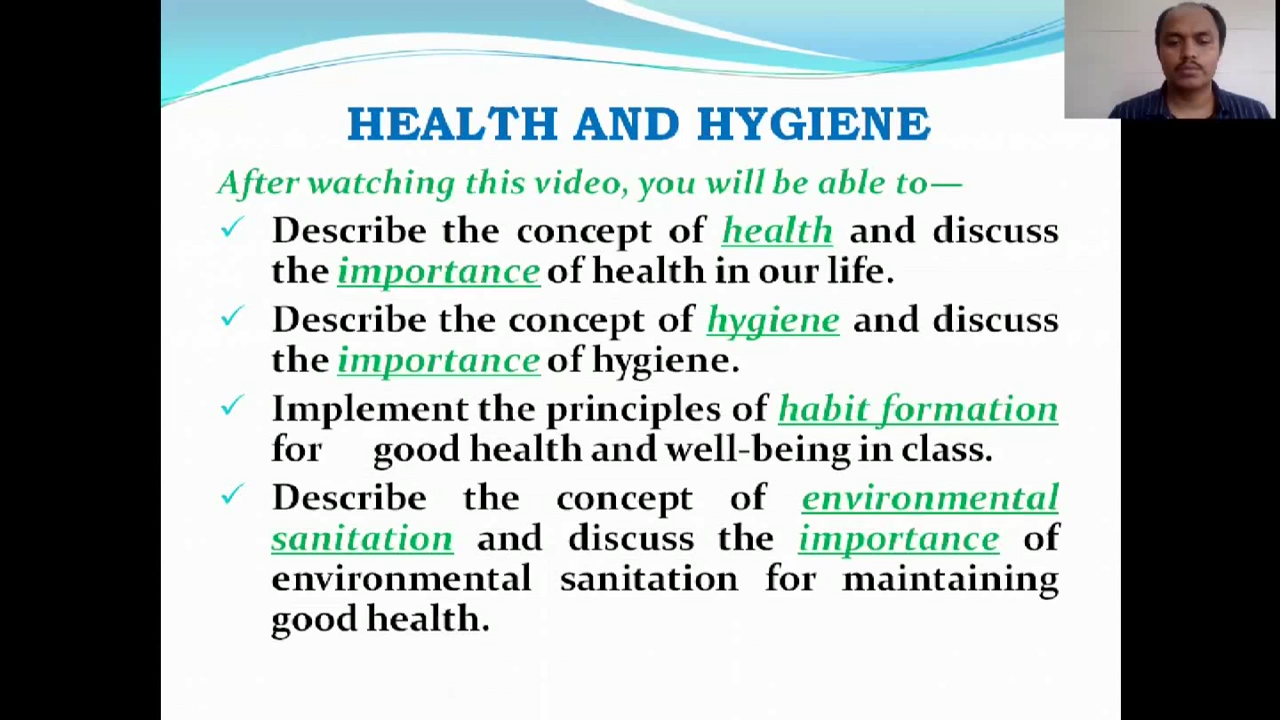 HEALTH AND HYGIENE
After watching this video, you will be able to—
Describe the concept of health and discuss
the importance of health in our life.
Describe the concept of hygiene and discuss
the importance of hygiene.
Implement the principles of habit formation
for good health and well-being in class.
Describe the concept of environmental
sanitation and discuss the importance of
environmental sanitation for maintaining
good health.